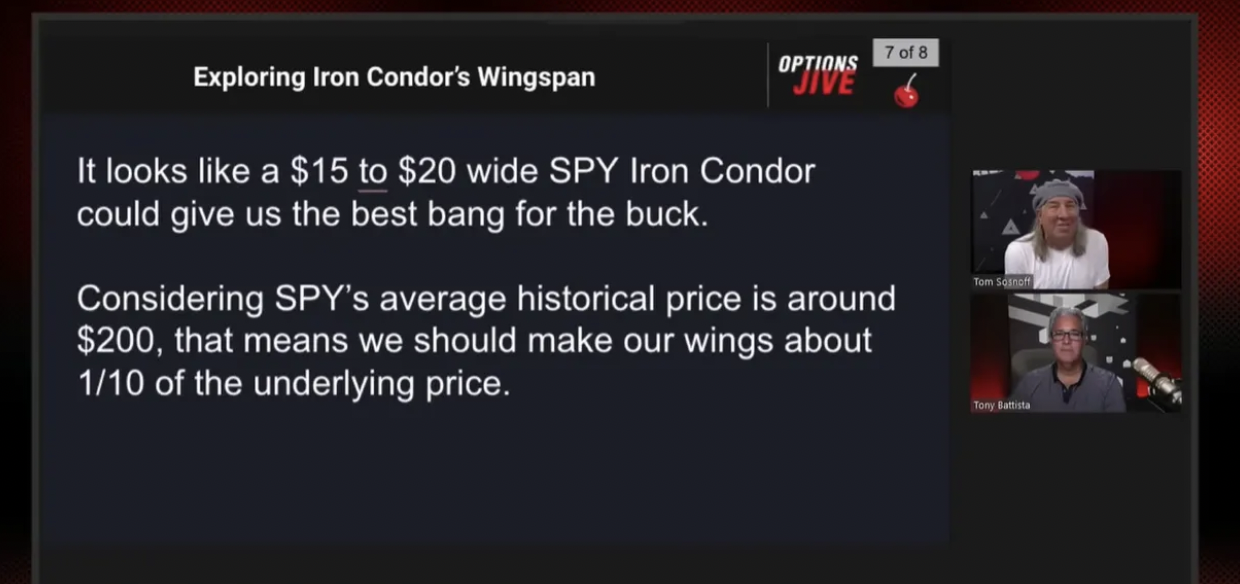 Exploring Iron Condor's Wingspan
OPTIONS
JIVE
7 of 8
It looks like a $15 to $20 wide SPY Iron Condor
could give us the best bang for the buck.
Considering SPY's average historical price is around
$200, that means we should make our wings about
1/10 of the underlying price.
Tom Sosnoff
Tony Battista